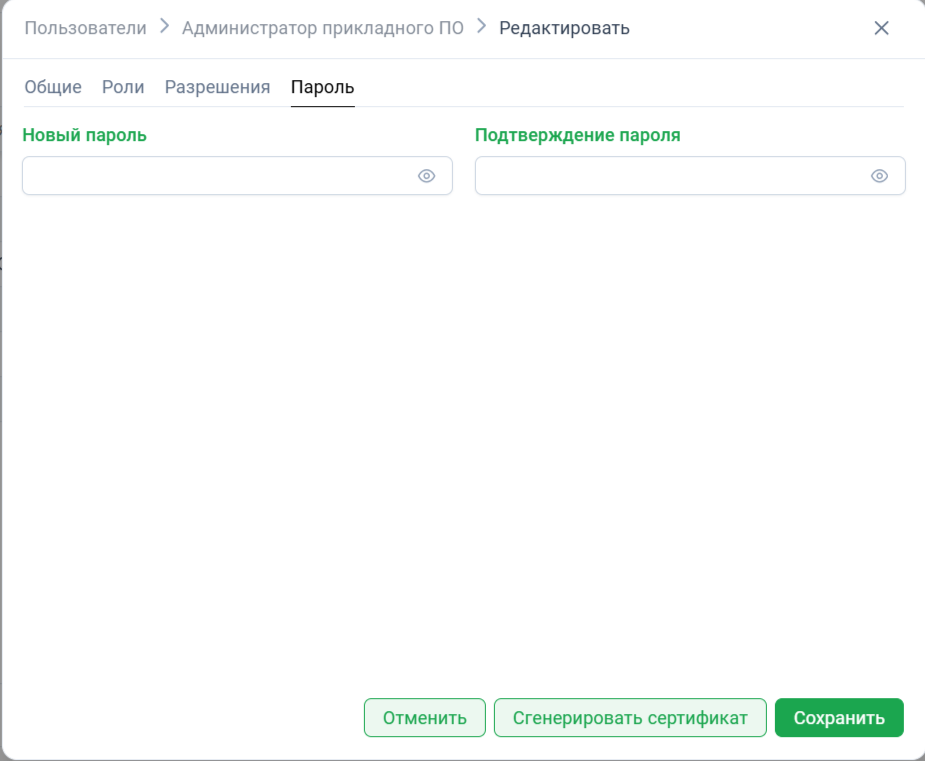 Пользователи > Администратор прикладного ПО > Редактировать
Общие Роли Разрешения Пароль
Новый пароль Подтверждение пароля
Отменить Сгенерировать сертификат Сохранить